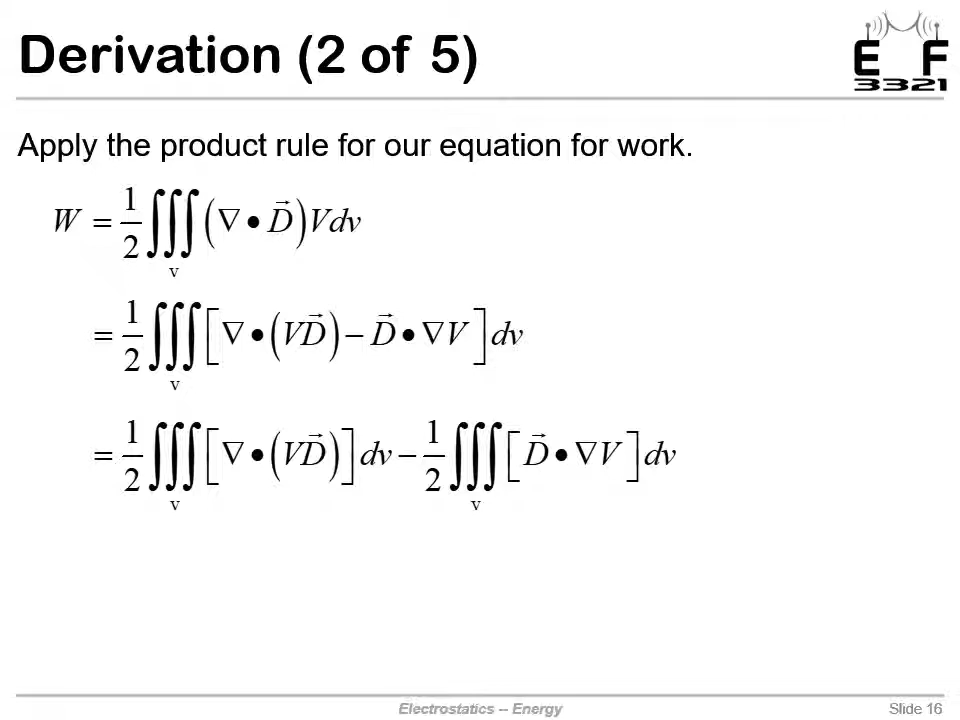 Derivation (2 of 5)
E F
3321
Apply the product rule for our equation for work.
W = 1/2 ∭_v (∇ • D⃗) V dv
= 1/2 ∭_v [∇ • (V D⃗) − D⃗ • ∇V] dv
= 1/2 ∭_v [∇ • (V D⃗)] dv − 1/2 ∭_v [D⃗ • ∇V] dv
Electrostatics -- Energy
Slide 16